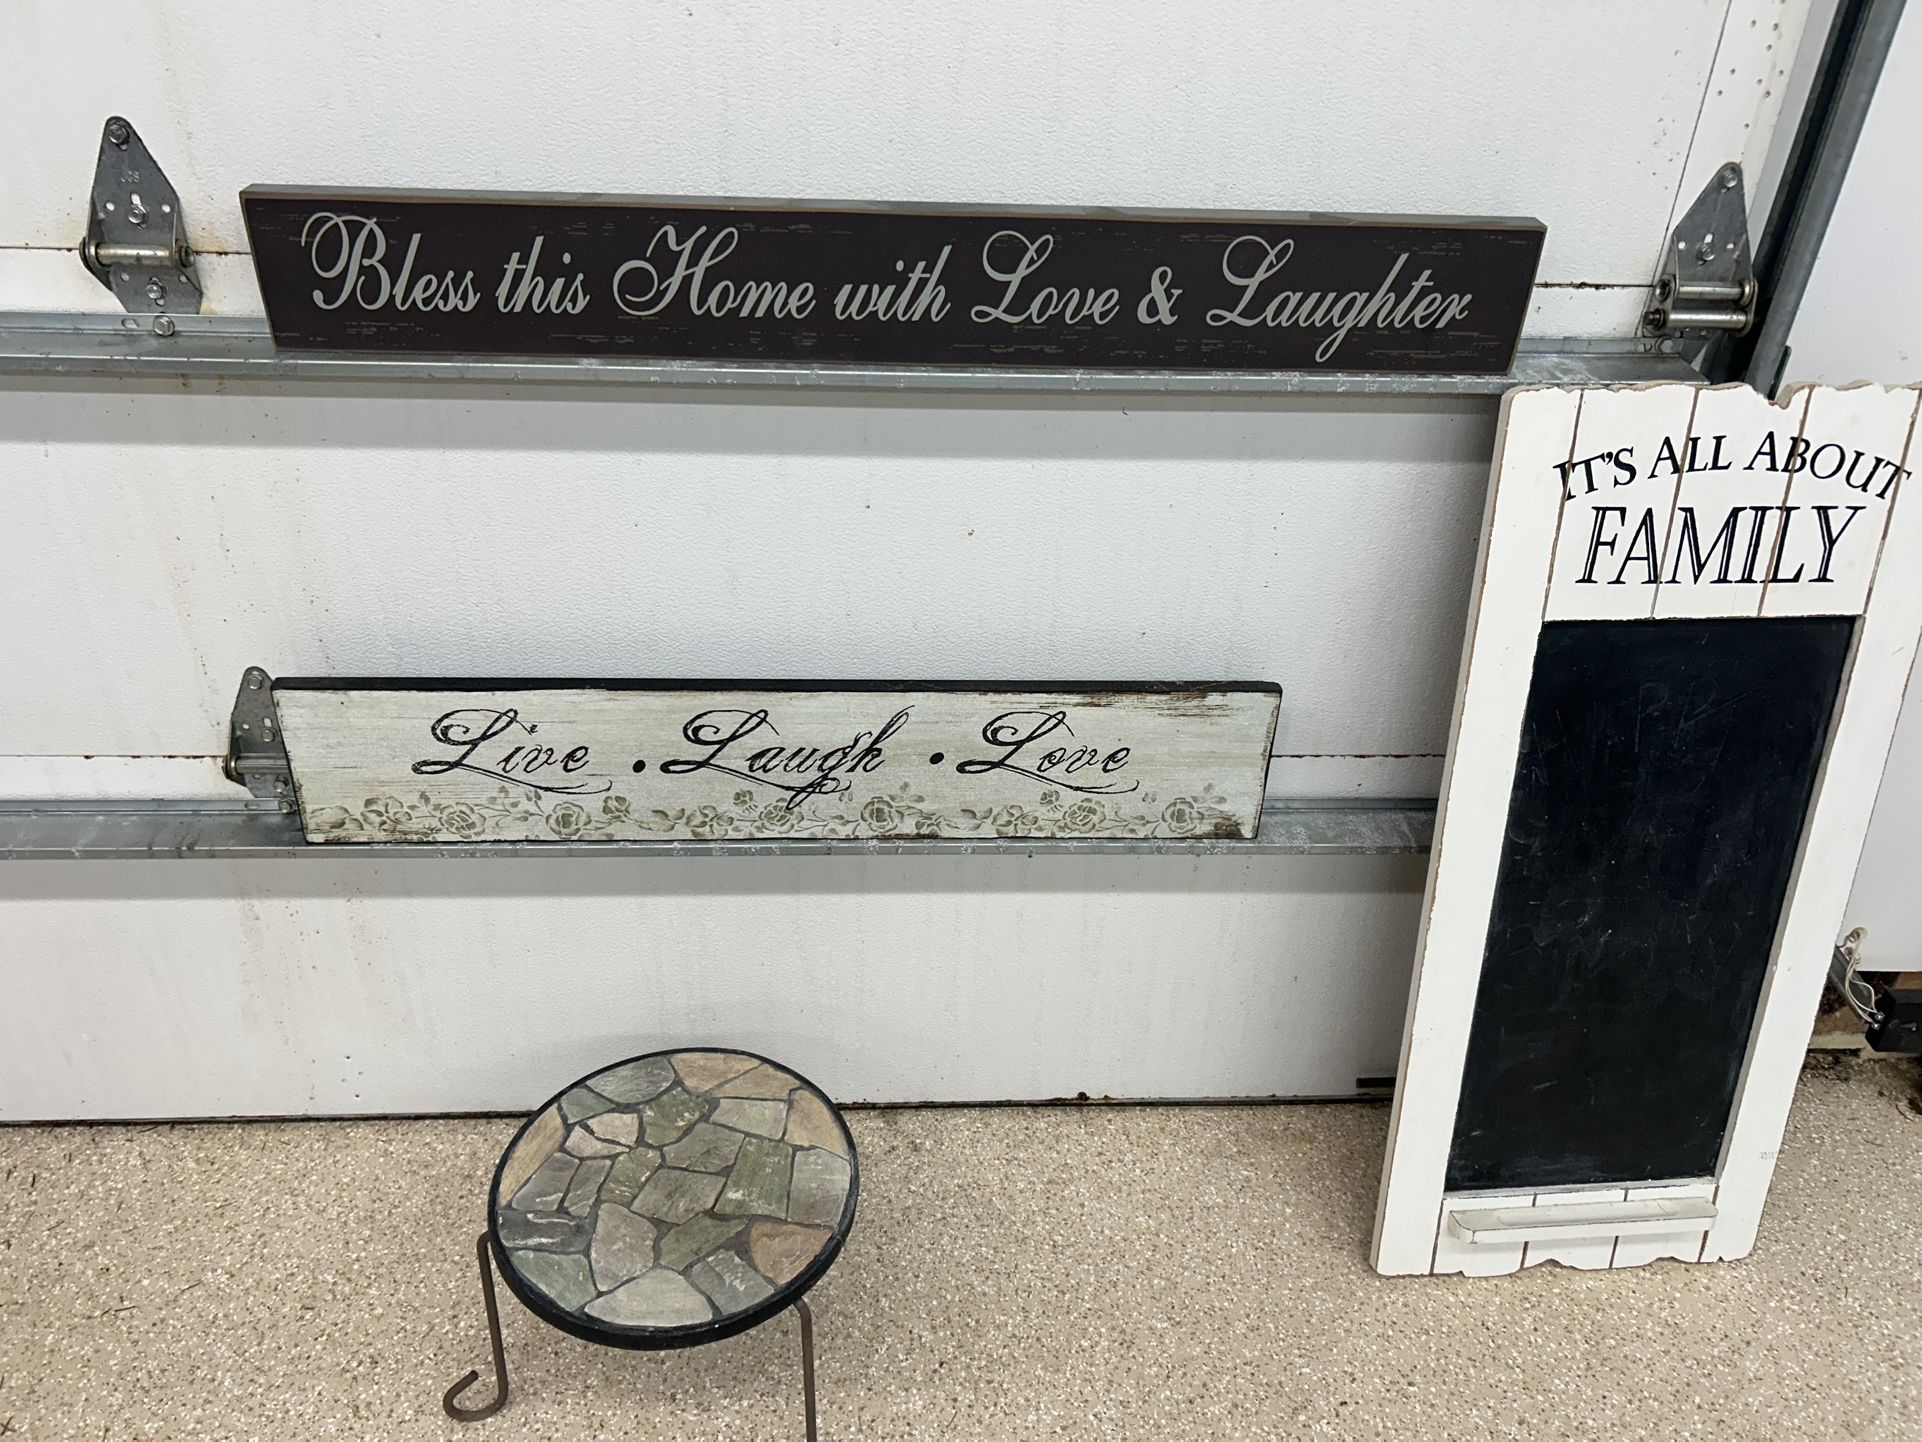 Bless this Home with Love & Laughter
IT'S ALL ABOUT
FAMILY
Live • Laugh • Love